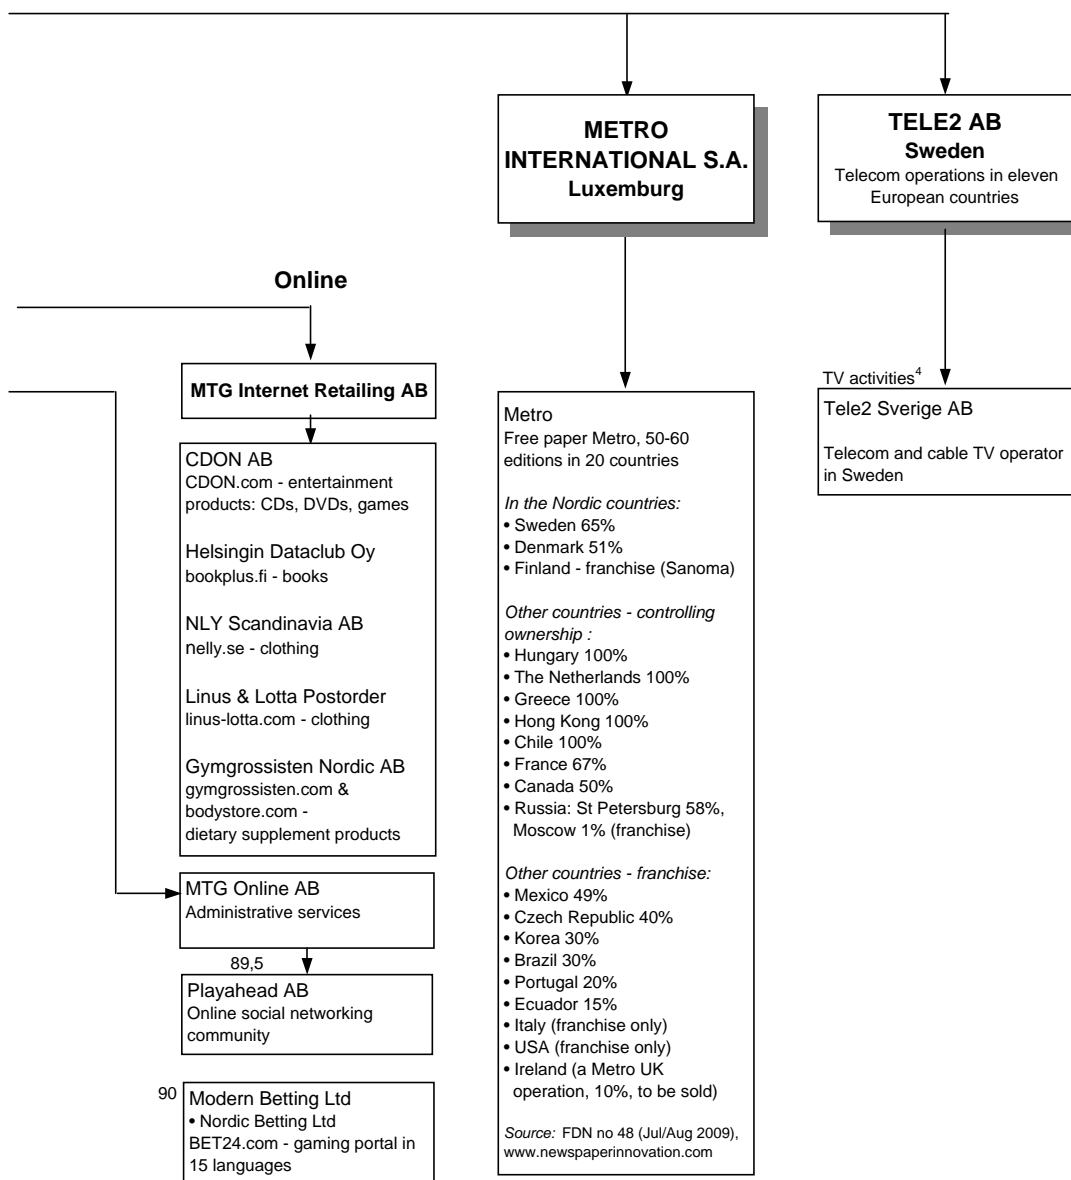 METRO
INTERNATIONAL S.A.
Luxemburg
TELE2 AB
Sweden
Telecom operations in eleven
European countries
Online
MTG Internet Retailing AB
CDON AB
CDON.com - entertainment
products: CDs, DVDs, games
Helsingin Dataclub Oy
bookplus.fi - books
NLY Scandinavia AB
nelly.se - clothing
Linus & Lotta Postorder
linus-lotta.com - clothing
Gymgrossisten Nordic AB
gymgrossisten.com &
bodystore.com -
dietary supplement products
MTG Online AB
Administrative services
89,5
Playahead AB
Online social networking
community
90
Modern Betting Ltd
• Nordic Betting Ltd
BET24.com - gaming portal in
15 languages
Metro
Free paper Metro, 50-60
editions in 20 countries
In the Nordic countries:
• Sweden 65%
• Denmark 51%
• Finland - franchise (Sanoma)
Other countries - controlling
ownership :
• Hungary 100%
• The Netherlands 100%
• Greece 100%
• Hong Kong 100%
• Chile 100%
• France 67%
• Canada 50%
• Russia: St Petersburg 58%,
Moscow 1% (franchise)
Other countries - franchise:
• Mexico 49%
• Czech Republic 40%
• Korea 30%
• Brazil 30%
• Portugal 20%
• Ecuador 15%
• Italy (franchise only)
• USA (franchise only)
• Ireland (a Metro UK
operation, 10%, to be sold)
Source: FDN no 48 (Jul/Aug 2009),
www.newspaperinnovation.com
TV activities⁴
Tele2 Sverige AB
Telecom and cable TV operator
in Sweden